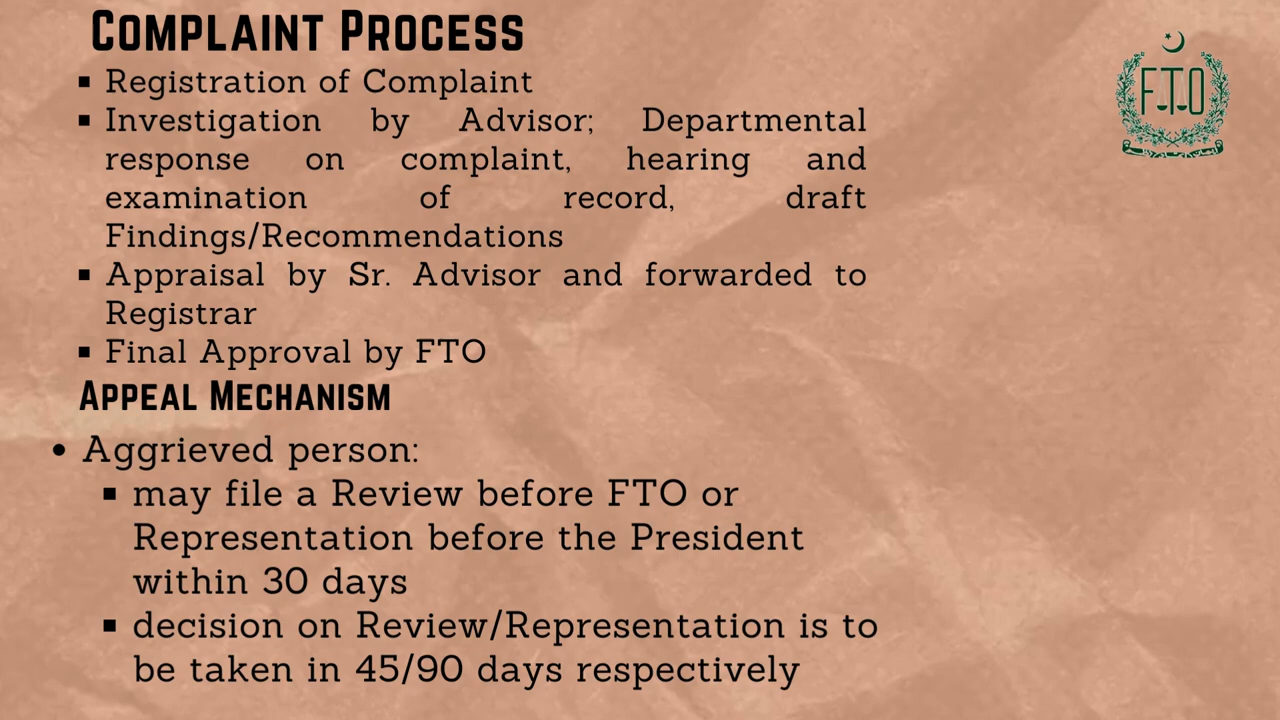 COMPLAINT PROCESS
▪ Registration of Complaint
▪ Investigation by Advisor; Departmental
response on complaint, hearing and
examination of record, draft
Findings/Recommendations
▪ Appraisal by Sr. Advisor and forwarded to
Registrar
▪ Final Approval by FTO
APPEAL MECHANISM
• Aggrieved person:
▪ may file a Review before FTO or
Representation before the President
within 30 days
▪ decision on Review/Representation is to
be taken in 45/90 days respectively
FTO